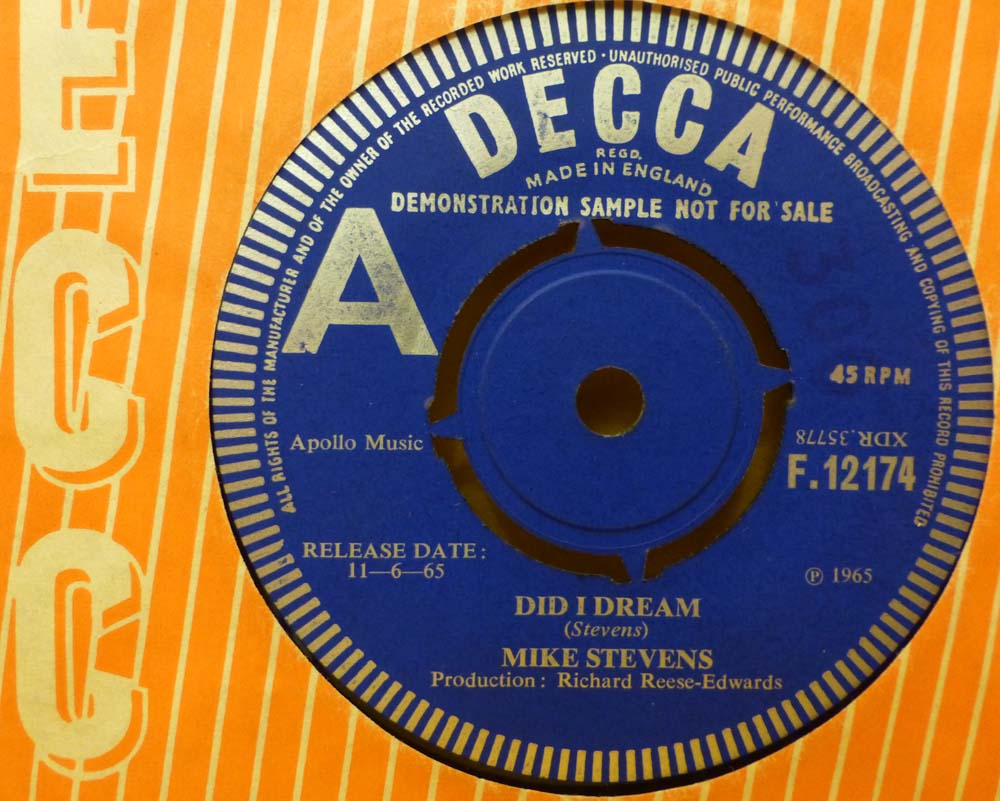 ALL RIGHTS OF THE MANUFACTURER AND OF THE OWNER OF THE RECORDED WORK RESERVED · UNAUTHORISED PUBLIC PERFORMANCE BROADCASTING AND COPYING OF THIS RECORD PROHIBITED
DECCA
REGD.
MADE IN ENGLAND
DEMONSTRATION SAMPLE NOT FOR SALE
A
45 RPM
Apollo Music
XDR.35778
F.12174
RELEASE DATE:
11—6—65
℗ 1965
DID I DREAM
(Stevens)
MIKE STEVENS
Production: Richard Reese-Edwards